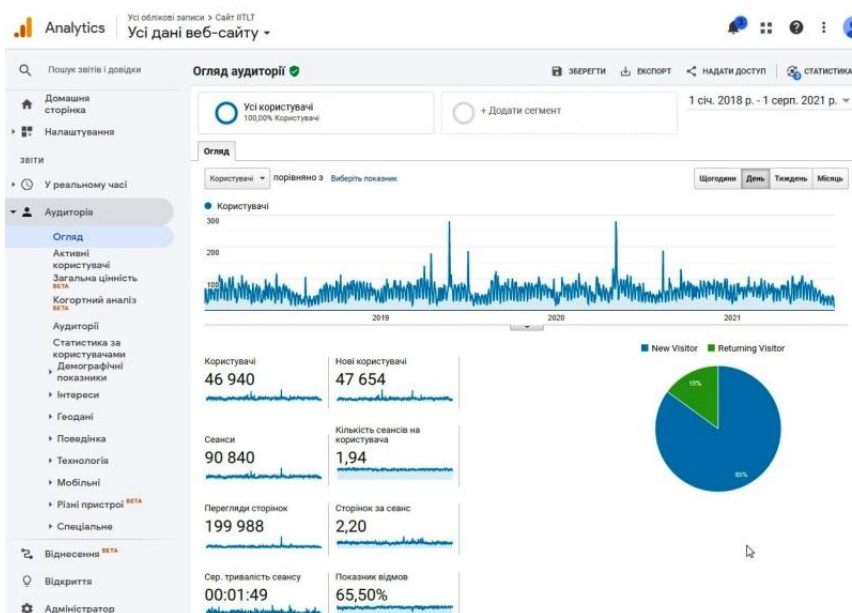 Analytics
Усі облікові записи > Сайт IITLT
Усі дані веб-сайту
Пошук звітів і довідки
Домашня
сторінка
Налаштування
ЗВІТИ
У реальному часі
Аудиторія
Огляд
Активні
користувачі
Загальна цінність
BETA
Когортний аналіз
BETA
Аудиторії
Статистика за
користувачами
Демографічні
показники
Інтереси
Геодані
Поведінка
Технологія
Мобільні
Різні пристрої BETA
Спеціальне
Віднесення BETA
Відкриття
Адміністратор
Огляд аудиторії
ЗБЕРЕГТИ
ЕКСПОРТ
НАДАТИ ДОСТУП
СТАТИСТИКА
Усі користувачі
100,00% Користувачі
+ Додати сегмент
1 січ. 2018 р. - 1 серп. 2021 р.
Огляд
Користувачі порівняно з Виберіть показник
Щогодини День Тиждень Місяць
Користувачі
300
200
100
2019 2020 2021
New Visitor Returning Visitor
15%
85%
Користувачі
46 940
Нові користувачі
47 654
Сеанси
90 840
Кількість сеансів на
користувача
1,94
Перегляди сторінок
199 988
Сторінок за сеанс
2,20
Сер. тривалість сеансу
00:01:49
Показник відмов
65,50%